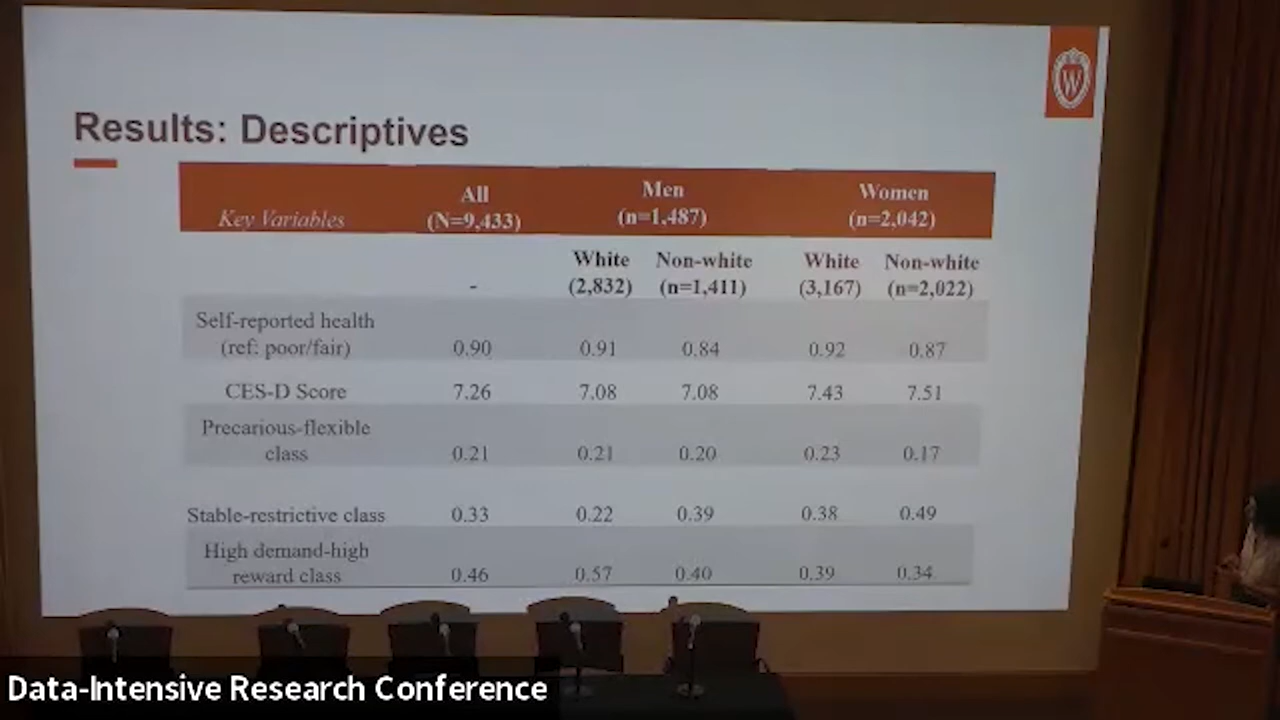 W
Results: Descriptives
Key Variables All (N=9,433) Men (n=1,487) Women (n=2,042)
White (2,832) Non-white (n=1,411) White (3,167) Non-white (n=2,022)
-
Self-reported health (ref: poor/fair) 0.90 0.91 0.84 0.92 0.87
CES-D Score 7.26 7.08 7.08 7.43 7.51
Precarious-flexible class 0.21 0.21 0.20 0.23 0.17
Stable-restrictive class 0.33 0.22 0.39 0.38 0.49
High demand-high reward class 0.46 0.57 0.40 0.39 0.34
Data-Intensive Research Conference